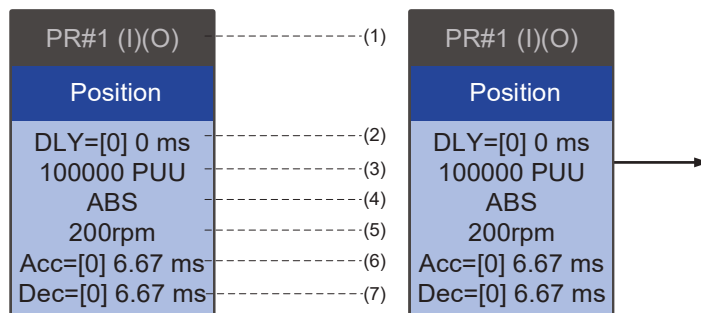 PR#1 (I)(O)
(1)
PR#1 (I)(O)
Position
Position
DLY=[0] 0 ms
(2)
DLY=[0] 0 ms
100000 PUU
(3)
100000 PUU
ABS
(4)
ABS
200rpm
(5)
200rpm
Acc=[0] 6.67 ms
(6)
Acc=[0] 6.67 ms
Dec=[0] 6.67 ms
(7)
Dec=[0] 6.67 ms